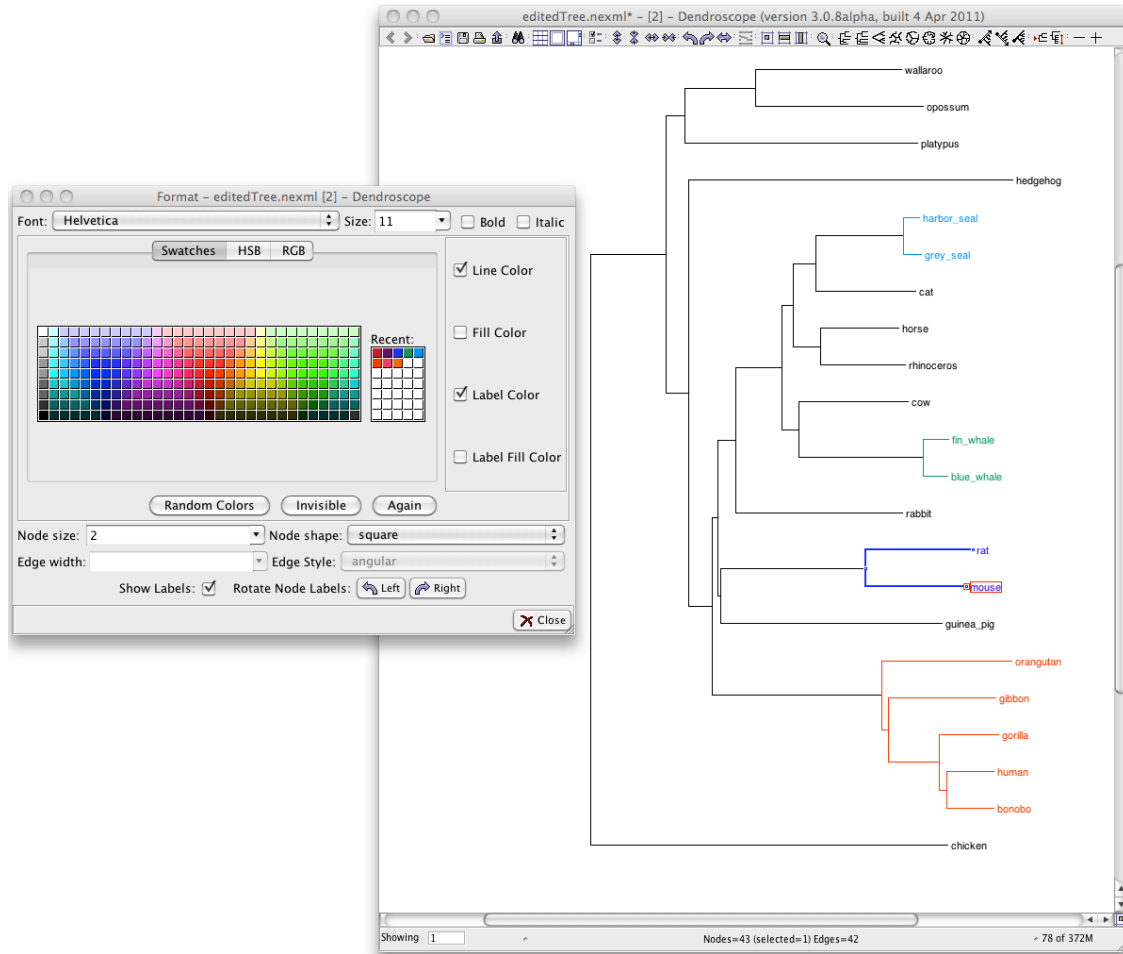 editedTree.nexml* – [2] – Dendroscope (version 3.0.8alpha, built 4 Apr 2011)
wallaroo
opossum
platypus
hedgehog
harbor_seal
grey_seal
cat
horse
rhinoceros
cow
fin_whale
blue_whale
rabbit
rat
mouse
guinea_pig
orangutan
gibbon
gorilla
human
bonobo
chicken
Showing 1 Nodes=43 (selected=1) Edges=42 78 of 372M
Format – editedTree.nexml [2] – Dendroscope
Font: Helvetica Size: 11 Bold Italic
Swatches HSB RGB
Line Color
Fill Color
Recent:
Label Color
Label Fill Color
Random Colors Invisible Again
Node size: 2 Node shape: square
Edge width: Edge Style: angular
Show Labels: Rotate Node Labels: Left Right
Close